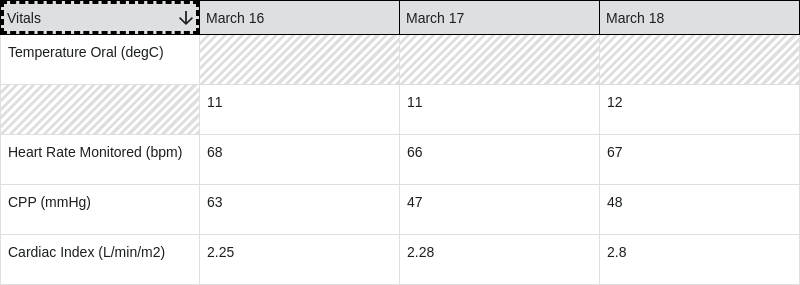 Vitals March 16 March 17 March 18
Temperature Oral (degC)
11 11 12
Heart Rate Monitored (bpm) 68 66 67
CPP (mmHg) 63 47 48
Cardiac Index (L/min/m2) 2.25 2.28 2.8